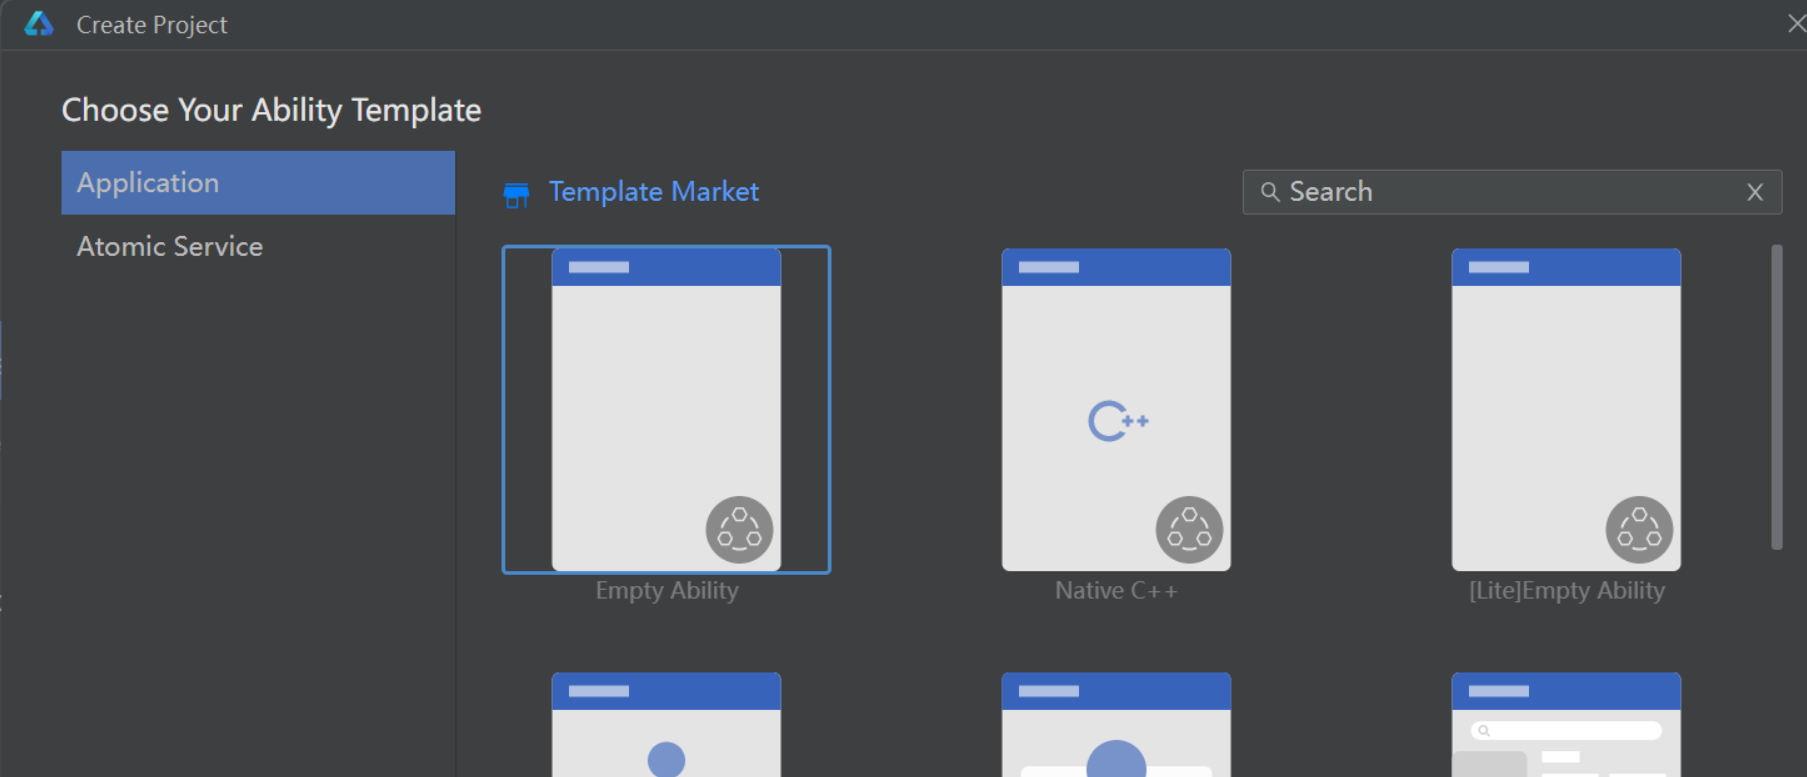 Create Project
Choose Your Ability Template
Application
Atomic Service
Template Market
Search
Empty Ability
Native C++
[Lite]Empty Ability